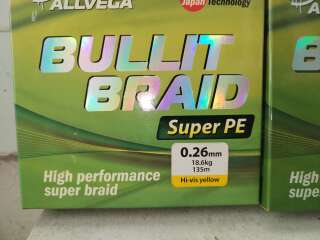 ALLVEGA
Japan Technology
BULLIT
BRAID
Super PE
0.26mm
18.6kg
135m
Hi-vis yellow
High performance
super braid